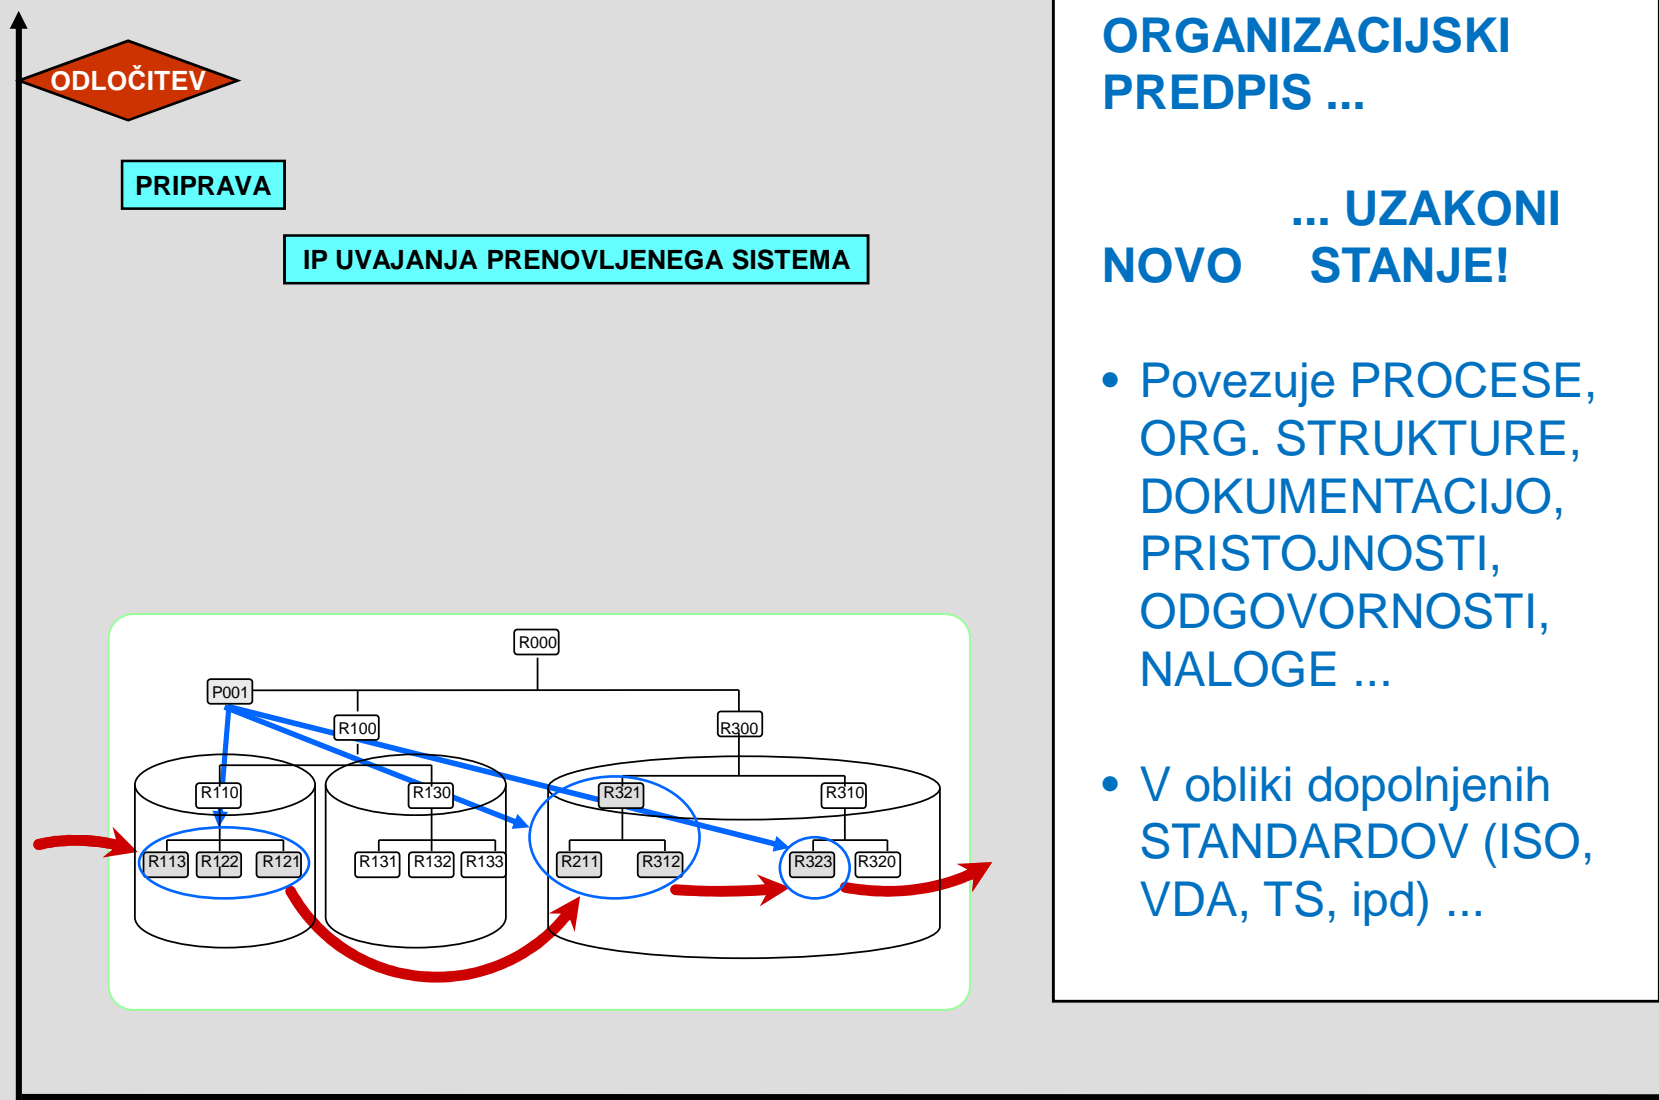 ODLOČITEV
PRIPRAVA
IP UVAJANJA PRENOVLJENEGA SISTEMA
R000
P001
R100
R300
R110
R130
R321
R310
R113
R122
R121
R131
R132
R133
R211
R312
R323
R320
ORGANIZACIJSKI
PREDPIS ...
... UZAKONI
NOVO STANJE!
• Povezuje PROCESE,
ORG. STRUKTURE,
DOKUMENTACIJO,
PRISTOJNOSTI,
ODGOVORNOSTI,
NALOGE ...
• V obliki dopolnjenih
STANDARDOV (ISO,
VDA, TS, ipd) ...